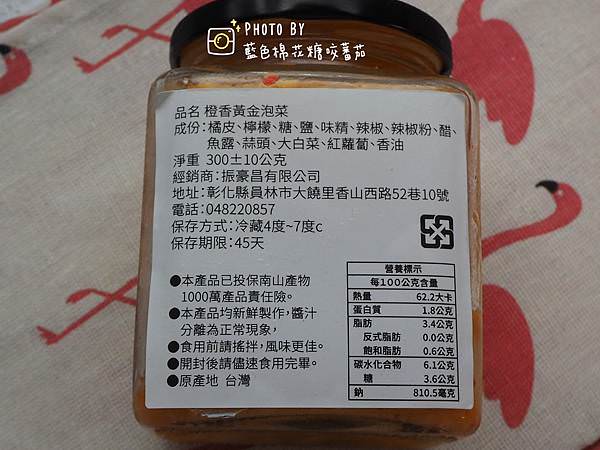 PHOTO BY
藍色棉花糖咬蕃茄
品名 橙香黃金泡菜
成份:橘皮、檸檬、糖、鹽、味精、辣椒、辣椒粉、醋、
魚露、蒜頭、大白菜、紅蘿蔔、香油
淨重 300±10公克
經銷商:振豪昌有限公司
地址:彰化縣員林市大饒里香山西路52巷10號
電話:048220857
保存方式:冷藏4度~7度c
保存期限:45天
●本產品已投保南山產物
1000萬產品責任險。
●本產品均新鮮製作,醬汁
分離為正常現象,
●食用前請搖拌,風味更佳。
●開封後請儘速食用完畢。
●原產地 台灣
營養標示
每100公克含量
熱量 62.2大卡
蛋白質 1.8公克
脂肪 3.4公克
反式脂肪 0.0公克
飽和脂肪 0.6公克
碳水化合物 6.1公克
糖 3.6公克
鈉 810.5毫克